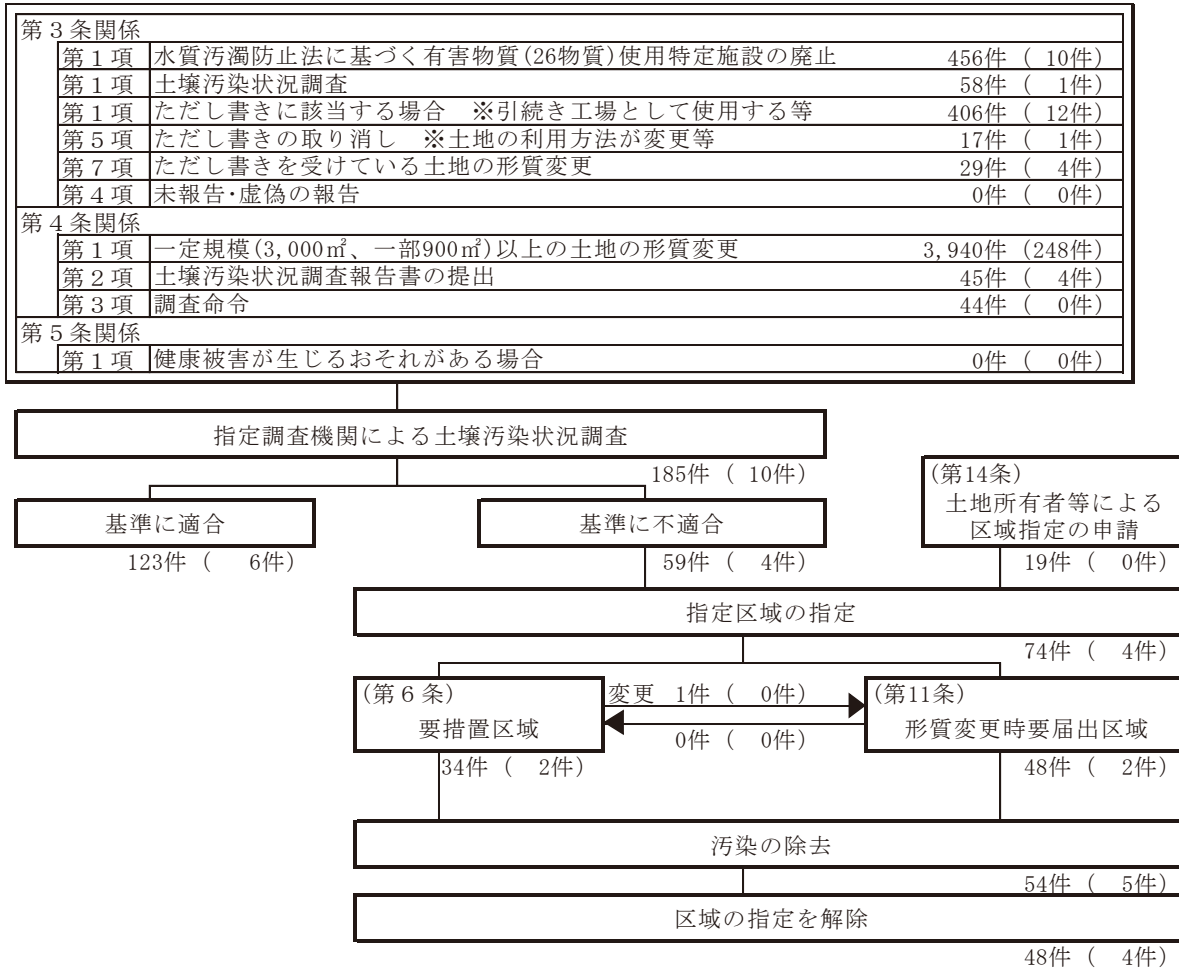 第３条関係
第１項 水質汚濁防止法に基づく有害物質(26物質)使用特定施設の廃止 456件 ( 10件)
第１項 土壌汚染状況調査 58件 ( 1件)
第１項 ただし書きに該当する場合 ※引続き工場として使用する等 406件 ( 12件)
第５項 ただし書きの取り消し ※土地の利用方法が変更等 17件 ( 1件)
第７項 ただし書きを受けている土地の形質変更 29件 ( 4件)
第４項 未報告･虚偽の報告 0件 ( 0件)
第４条関係
第１項 一定規模(3,000㎡、一部900㎡)以上の土地の形質変更 3,940件 (248件)
第２項 土壌汚染状況調査報告書の提出 45件 ( 4件)
第３項 調査命令 44件 ( 0件)
第５条関係
第１項 健康被害が生じるおそれがある場合 0件 ( 0件)
指定調査機関による土壌汚染状況調査
185件 ( 10件)
(第14条)
土地所有者等による
区域指定の申請
19件 ( 0件)
基準に適合
123件 ( 6件)
基準に不適合
59件 ( 4件)
指定区域の指定
74件 ( 4件)
(第６条)
要措置区域
34件 ( 2件)
変更 1件 ( 0件)
0件 ( 0件)
(第11条)
形質変更時要届出区域
48件 ( 2件)
汚染の除去
54件 ( 5件)
区域の指定を解除
48件 ( 4件)